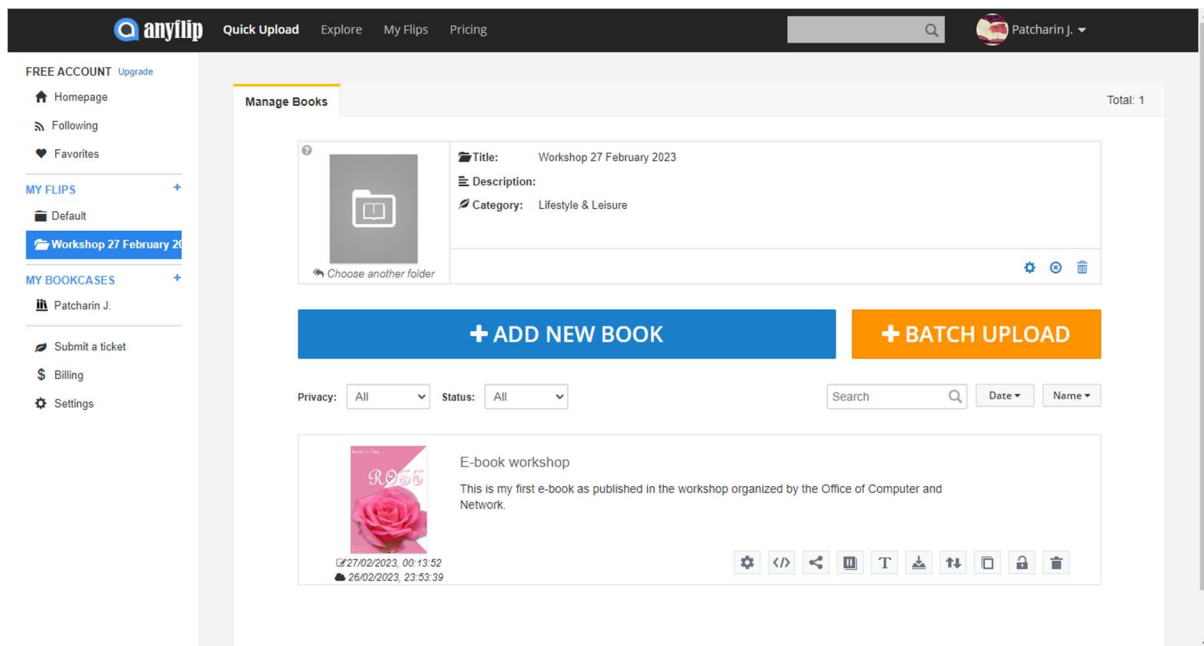 anyflip Quick Upload Explore My Flips Pricing Patcharin J.
FREE ACCOUNT Upgrade
Homepage
Following
Favorites
MY FLIPS +
Default
Workshop 27 February 20
MY BOOKCASES +
Patcharin J.
Submit a ticket
Billing
Settings
Manage Books Total: 1
Title: Workshop 27 February 2023
Description:
Category: Lifestyle & Leisure
Choose another folder
+ ADD NEW BOOK + BATCH UPLOAD
Privacy: All Status: All Search Date Name
ROSE
E-book workshop
This is my first e-book as published in the workshop organized by the Office of Computer and
Network.
27/02/2023, 00:13:52
26/02/2023, 23:53:39